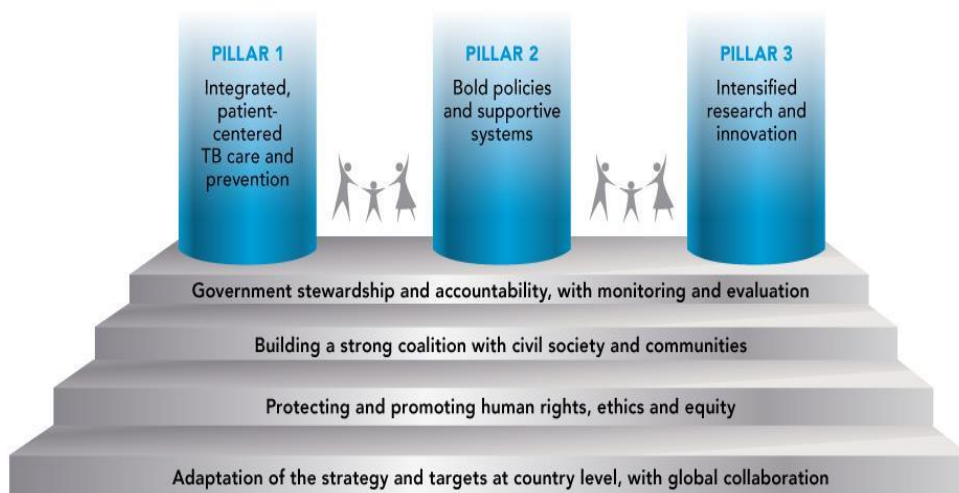 PILLAR 1
Integrated,
patient-
centered
TB care and
prevention
PILLAR 2
Bold policies
and supportive
systems
PILLAR 3
Intensified
research and
innovation
Government stewardship and accountability, with monitoring and evaluation
Building a strong coalition with civil society and communities
Protecting and promoting human rights, ethics and equity
Adaptation of the strategy and targets at country level, with global collaboration